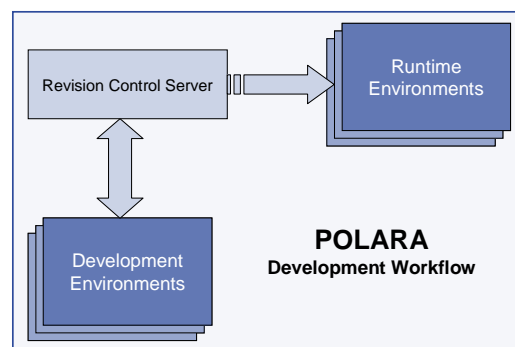 Revision Control Server
Runtime
Environments
Development
Environments
POLARA
Development Workflow